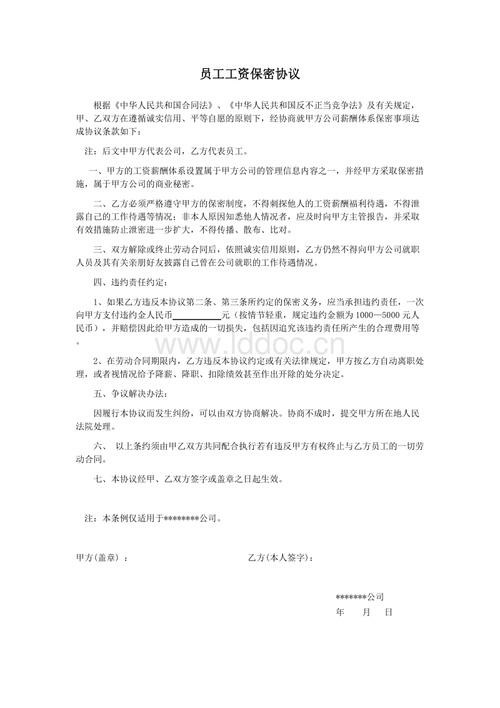 员工工资保密协议
根据《中华人民共和国合同法》、《中华人民共和国反不正当竞争法》及有关规定，
甲、乙双方在遵循诚实信用、平等自愿的原则下，经协商就甲方公司薪酬体系保密事项达
成协议条款如下：
注：后文中甲方代表公司，乙方代表员工。
一、甲方的工资薪酬体系设置属于甲方公司的管理信息内容之一，并经甲方采取保密措
施，属于甲方公司的商业秘密。
二、乙方必须严格遵守甲方的保密制度，不得刺探他人的工资薪酬福利待遇，不得泄
露自己的工作待遇等情况；非本人原因知悉他人情况者，应及时向甲方主管报告，并采取
有效措施防止泄密进一步扩大，不得传播、散布、比对。
三、双方解除或终止劳动合同后，依照诚实信用原则，乙方仍然不得向甲方公司就职
人员及其有关亲朋好友披露自己曾在公司就职的工作待遇情况。
四、违约责任约定：
1、如果乙方违反本协议第二条、第三条所约定的保密义务，应当承担违约责任，一次
向甲方支付违约金人民币__________元（按情节轻重，规定违约金额为 1000—5000 元人
民币），并赔偿因此给甲方造成的一切损失，包括因追究该违约责任所产生的合理费用等
。
www.lddoc.cn
2、在劳动合同期限内，乙方违反本协议约定或有关法律规定，甲方按乙方自动离职处
理，或者视情况给予降薪、降职、扣除绩效甚至作出开除的处分决定。
五、争议解决办法：
因履行本协议而发生纠纷，可以由双方协商解决。协商不成时，提交甲方所在地人民
法院处理。
六、 以上条约须由甲乙双方共同配合执行若有违反甲方有权终止与乙方员工的一切劳
动合同。
七、本协议经甲、乙双方签字或盖章之日起生效。
注：本条例仅适用于********公司。
甲方(盖章) ： 乙方(本人签字)：
*******公司
年 月 日